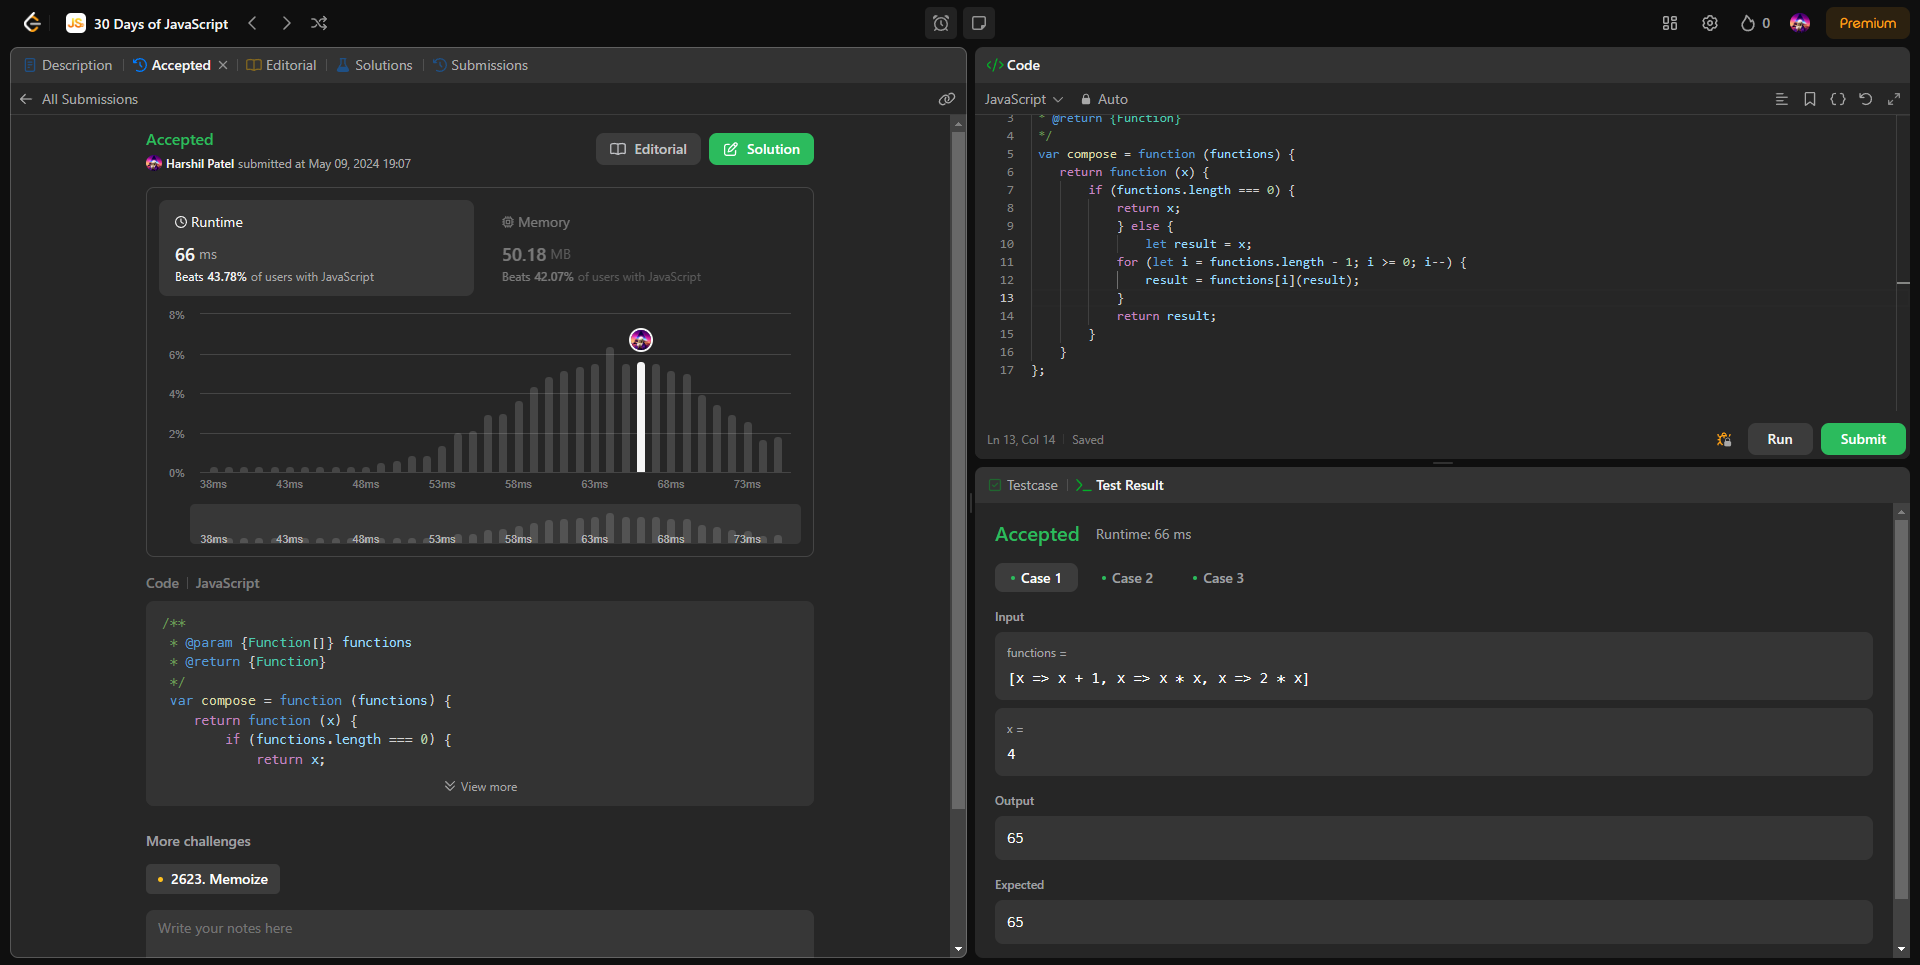 JS
30 Days of JavaScript
0
Premium
Description
Accepted
Editorial
Solutions
Submissions
All Submissions
Accepted
Harshil Patel submitted at May 09, 2024 19:07
Editorial
Solution
Runtime
66 ms
Beats 43.78% of users with JavaScript
Memory
50.18 MB
Beats 42.07% of users with JavaScript
8%
6%
4%
2%
0%
38ms 43ms 48ms 53ms 58ms 63ms 68ms 73ms
38ms 43ms 48ms 53ms 58ms 63ms 68ms 73ms
Code | JavaScript
/**
* @param {Function[]} functions
* @return {Function}
*/
var compose = function (functions) {
return function (x) {
if (functions.length === 0) {
return x;
View more
More challenges
2623. Memoize
Write your notes here
</> Code
JavaScript
Auto
3 * @return {Function}
4 */
5 var compose = function (functions) {
6 return function (x) {
7 if (functions.length === 0) {
8 return x;
9 } else {
10 let result = x;
11 for (let i = functions.length - 1; i >= 0; i--) {
12 result = functions[i](result);
13 }
14 return result;
15 }
16 }
17 };
Ln 13, Col 14 | Saved
Run
Submit
Testcase
Test Result
Accepted
Runtime: 66 ms
Case 1
Case 2
Case 3
Input
functions =
[x => x + 1, x => x * x, x => 2 * x]
x =
4
Output
65
Expected
65